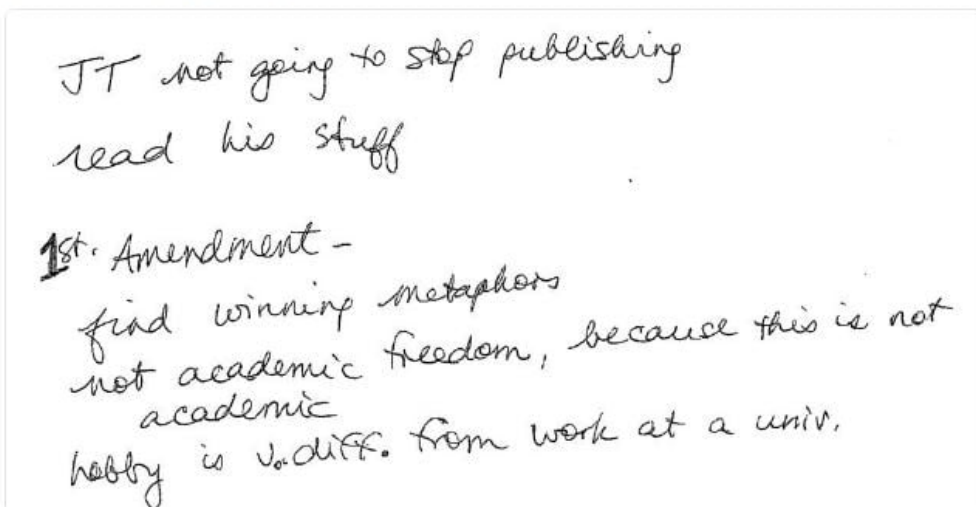 JT not going to stop publishing
read his stuff
1st. Amendment -
find winning metaphors
not academic freedom, because this is not
academic
hobby is v. diff. from work at a univ.